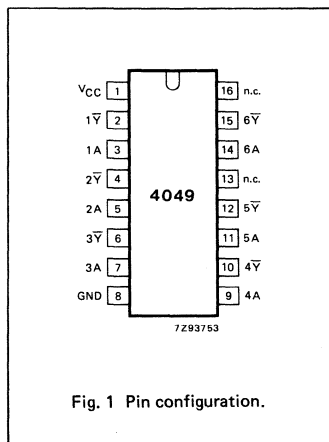 VCC 1 16 n.c.
1Y̅ 2 15 6Y̅
1A 3 14 6A
2Y̅ 4 13 n.c.
4049
2A 5 12 5Y̅
3Y̅ 6 11 5A
3A 7 10 4Y̅
GND 8 9 4A
7Z93753
Fig. 1 Pin configuration.